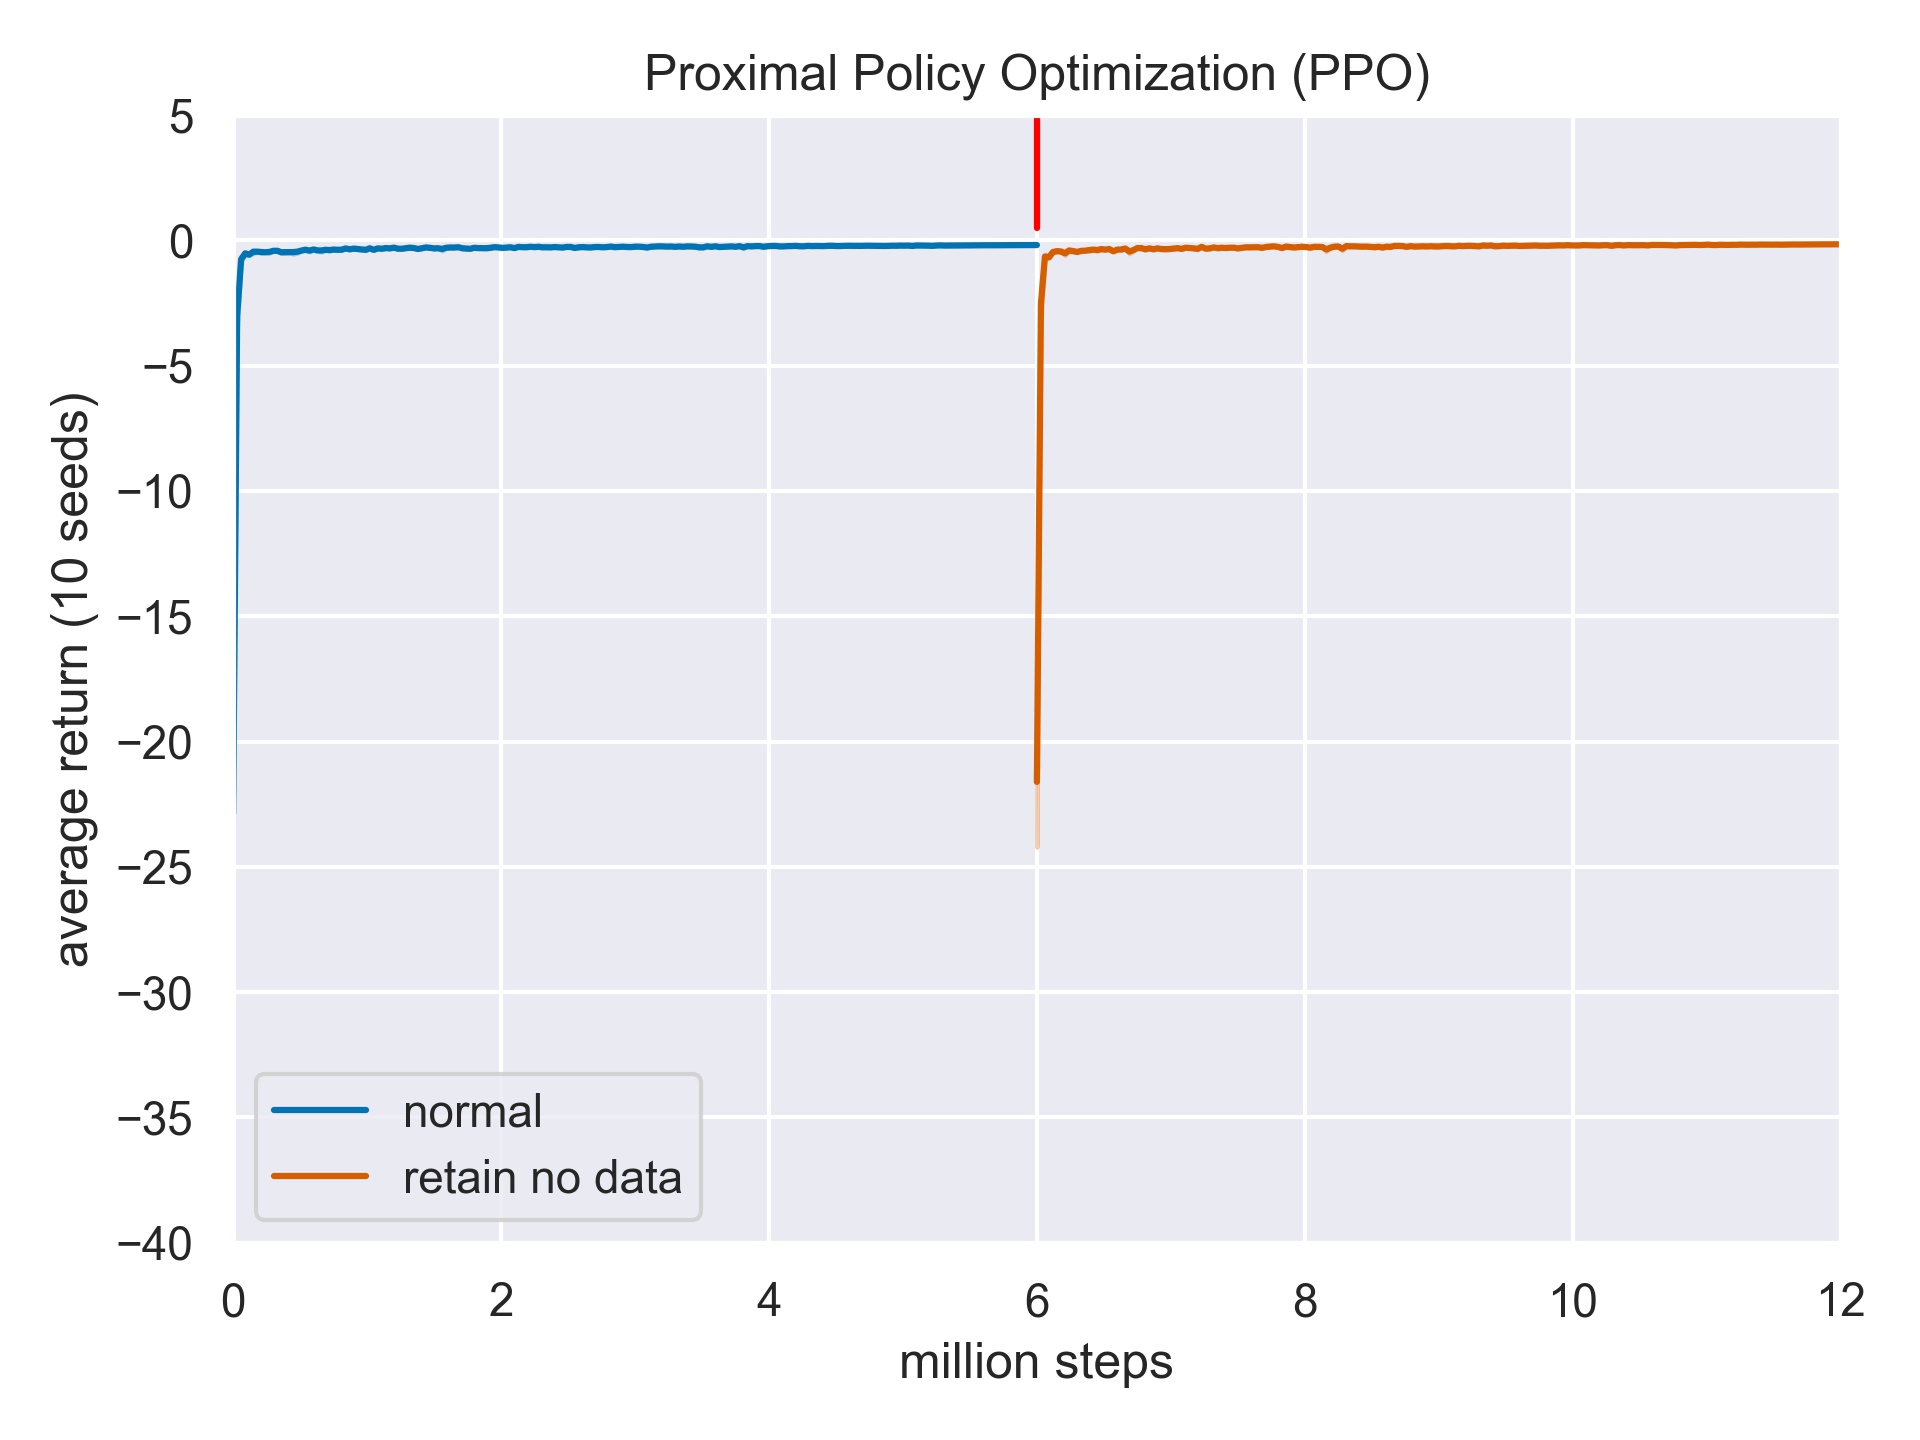 Proximal Policy Optimization (PPO)
5
0
−5
−10
−15
−20
−25
−30
−35
−40
average return (10 seeds)
normal
retain no data
0 2 4 6 8 10 12
million steps